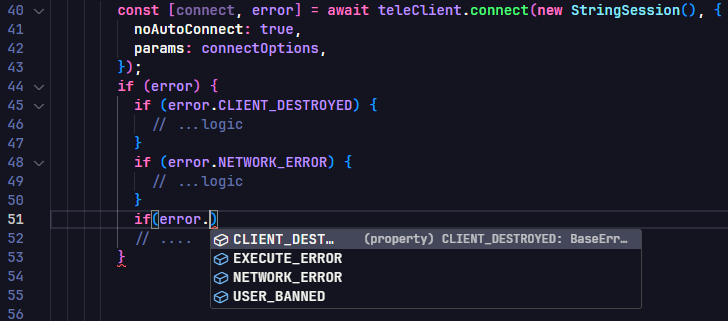 40 const [connect, error] = await teleClient.connect(new StringSession(), {
41 noAutoConnect: true,
42 params: connectOptions,
43 });
44 if (error) {
45 if (error.CLIENT_DESTROYED) {
46 // ...logic
47 }
48 if (error.NETWORK_ERROR) {
49 // ...logic
50 }
51 if(error.)
52 // ....
53 }
54
55
56
CLIENT_DEST… (property) CLIENT_DESTROYED: BaseErr…
EXECUTE_ERROR
NETWORK_ERROR
USER_BANNED